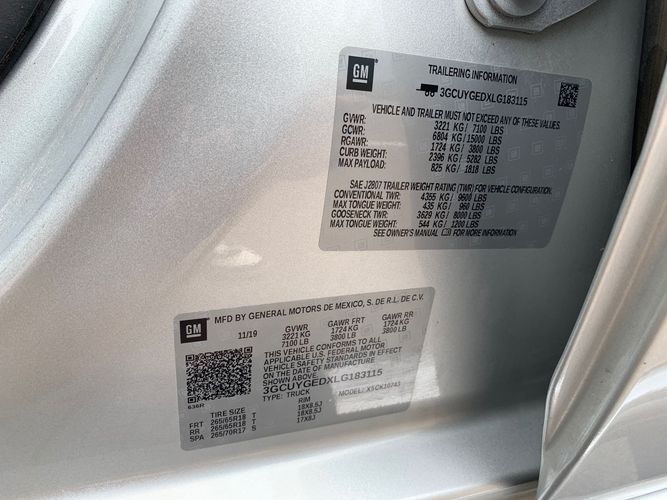 GM
TRAILERING INFORMATION
3GCUYGEDXLG183115
VEHICLE AND TRAILER MUST NOT EXCEED ANY OF THESE VALUES
GVWR: 3221 KG / 7100 LBS
GCWR: 6804 KG / 15000 LBS
RGAWR: 1724 KG / 3800 LBS
CURB WEIGHT: 2396 KG / 5282 LBS
MAX PAYLOAD: 825 KG / 1818 LBS
SAE J2807 TRAILER WEIGHT RATING (TWR) FOR VEHICLE CONFIGURATION.
CONVENTIONAL TWR: 4355 KG / 9600 LBS
MAX TONGUE WEIGHT: 435 KG / 960 LBS
GOOSENECK TWR: 3629 KG / 8000 LBS
MAX TONGUE WEIGHT: 544 KG / 1200 LBS
SEE OWNER'S MANUAL FOR MORE INFORMATION
GM
MFD BY GENERAL MOTORS DE MEXICO, S. DE R.L. DE C.V.
11/19 GVWR GAWR FRT GAWR RR
3221 KG 1724 KG 1724 KG
7100 LB 3800 LB 3800 LB
THIS VEHICLE CONFORMS TO ALL
APPLICABLE U.S. FEDERAL MOTOR
ON THE DATE OF MANUFACTURE
SHOWN ABOVE.
3GCUYGEDXLG183115
TYPE: TRUCK MODEL:
636R
TIRE SIZE RIM
FRT 265/65R18 T 18X8.5J
RR 265/65R18 T 18X8.5J
SPA 265/70R17 S 17X8J